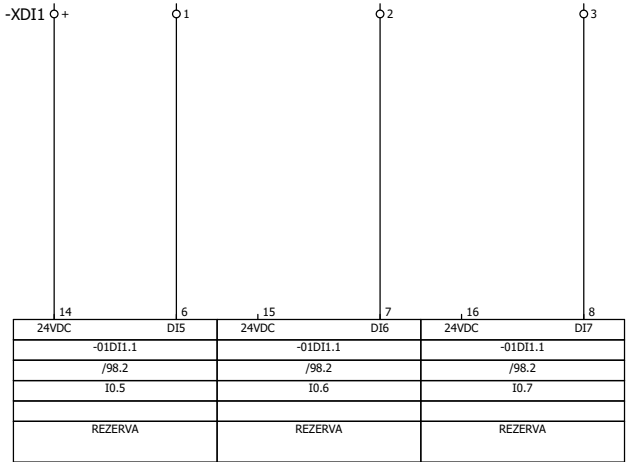 -XDI1 + 1 2 3
14 6 15 7 16 8
24VDC DI5 24VDC DI6 24VDC DI7
-01DI1.1 -01DI1.1 -01DI1.1
/98.2 /98.2 /98.2
I0.5 I0.6 I0.7
REZERVA REZERVA REZERVA